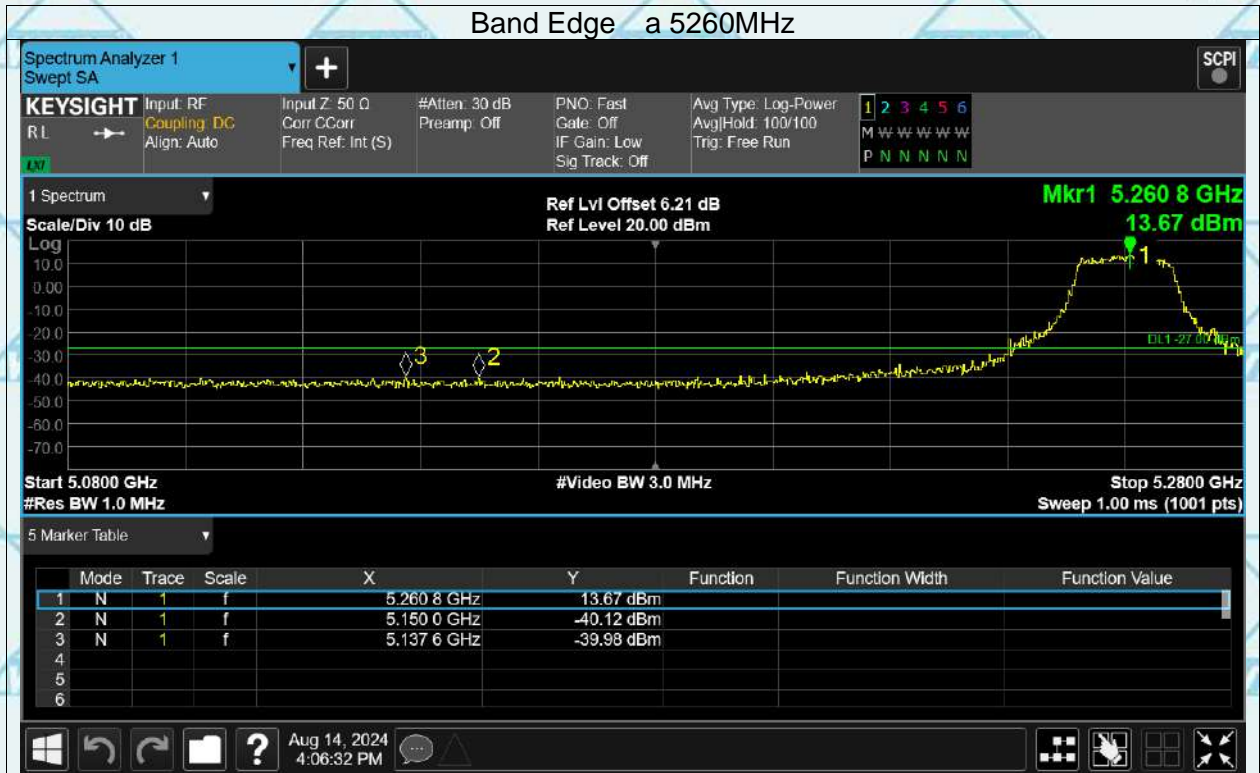 Band Edge a 5260MHz
Spectrum Analyzer 1
Swept SA
+
SCPI
KEYSIGHT Input: RF Input Z: 50 Ω #Atten: 30 dB PNO: Fast Avg Type: Log-Power 1 2 3 4 5 6
RL Coupling: DC Corr CCorr Preamp: Off Gate: Off Avg|Hold: 100/100 M W W W W W
Align: Auto Freq Ref: Int (S) IF Gain: Low Trig: Free Run P N N N N N
LXI Sig Track: Off
1 Spectrum Ref Lvl Offset 6.21 dB Mkr1 5.260 8 GHz
Scale/Div 10 dB Ref Level 20.00 dBm 13.67 dBm
Log
10.0 1
0.00
-10.0
-20.0
DL1 -27.00 dBm
-30.0 3 2
-40.0
-50.0
-60.0
-70.0
Start 5.0800 GHz #Video BW 3.0 MHz Stop 5.2800 GHz
#Res BW 1.0 MHz Sweep 1.00 ms (1001 pts)
5 Marker Table
Mode Trace Scale X Y Function Function Width Function Value
1 N 1 f 5.260 8 GHz 13.67 dBm
2 N 1 f 5.150 0 GHz -40.12 dBm
3 N 1 f 5.137 6 GHz -39.98 dBm
4
5
6
? Aug 14, 2024
4:06:32 PM